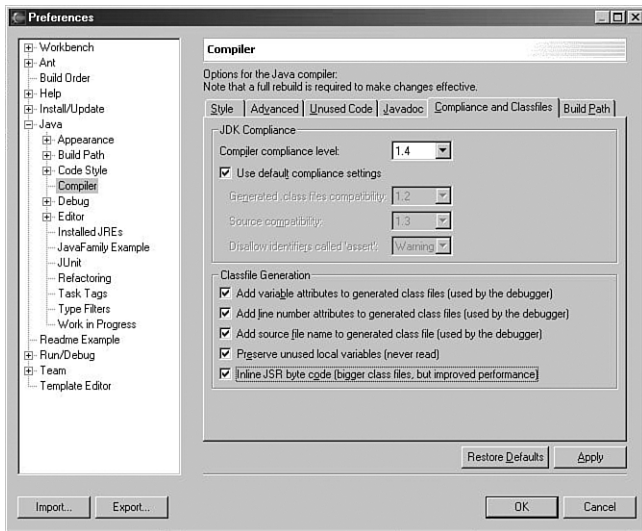 Preferences
Workbench
Ant
Build Order
Help
Install/Update
Java
Appearance
Build Path
Code Style
Compiler
Debug
Editor
Installed JREs
JavaFamily Example
JUnit
Refactoring
Task Tags
Type Filters
Work in Progress
Readme Example
Run/Debug
Team
Template Editor
Compiler
Options for the Java compiler:
Note that a full rebuild is required to make changes effective.
Style Advanced Unused Code Javadoc Compliance and Classfiles Build Path
JDK Compliance
Compiler compliance level: 1.4
Use default compliance settings
Generated .class files compatibility: 1.2
Source compatibility: 1.3
Disallow identifiers called 'assert': Warning
Classfile Generation
Add variable attributes to generated class files (used by the debugger)
Add line number attributes to generated class files (used by the debugger)
Add source file name to generated class file (used by the debugger)
Preserve unused local variables (never read)
Inline JSR byte code (bigger class files, but improved performance)
Restore Defaults Apply
Import... Export... OK Cancel